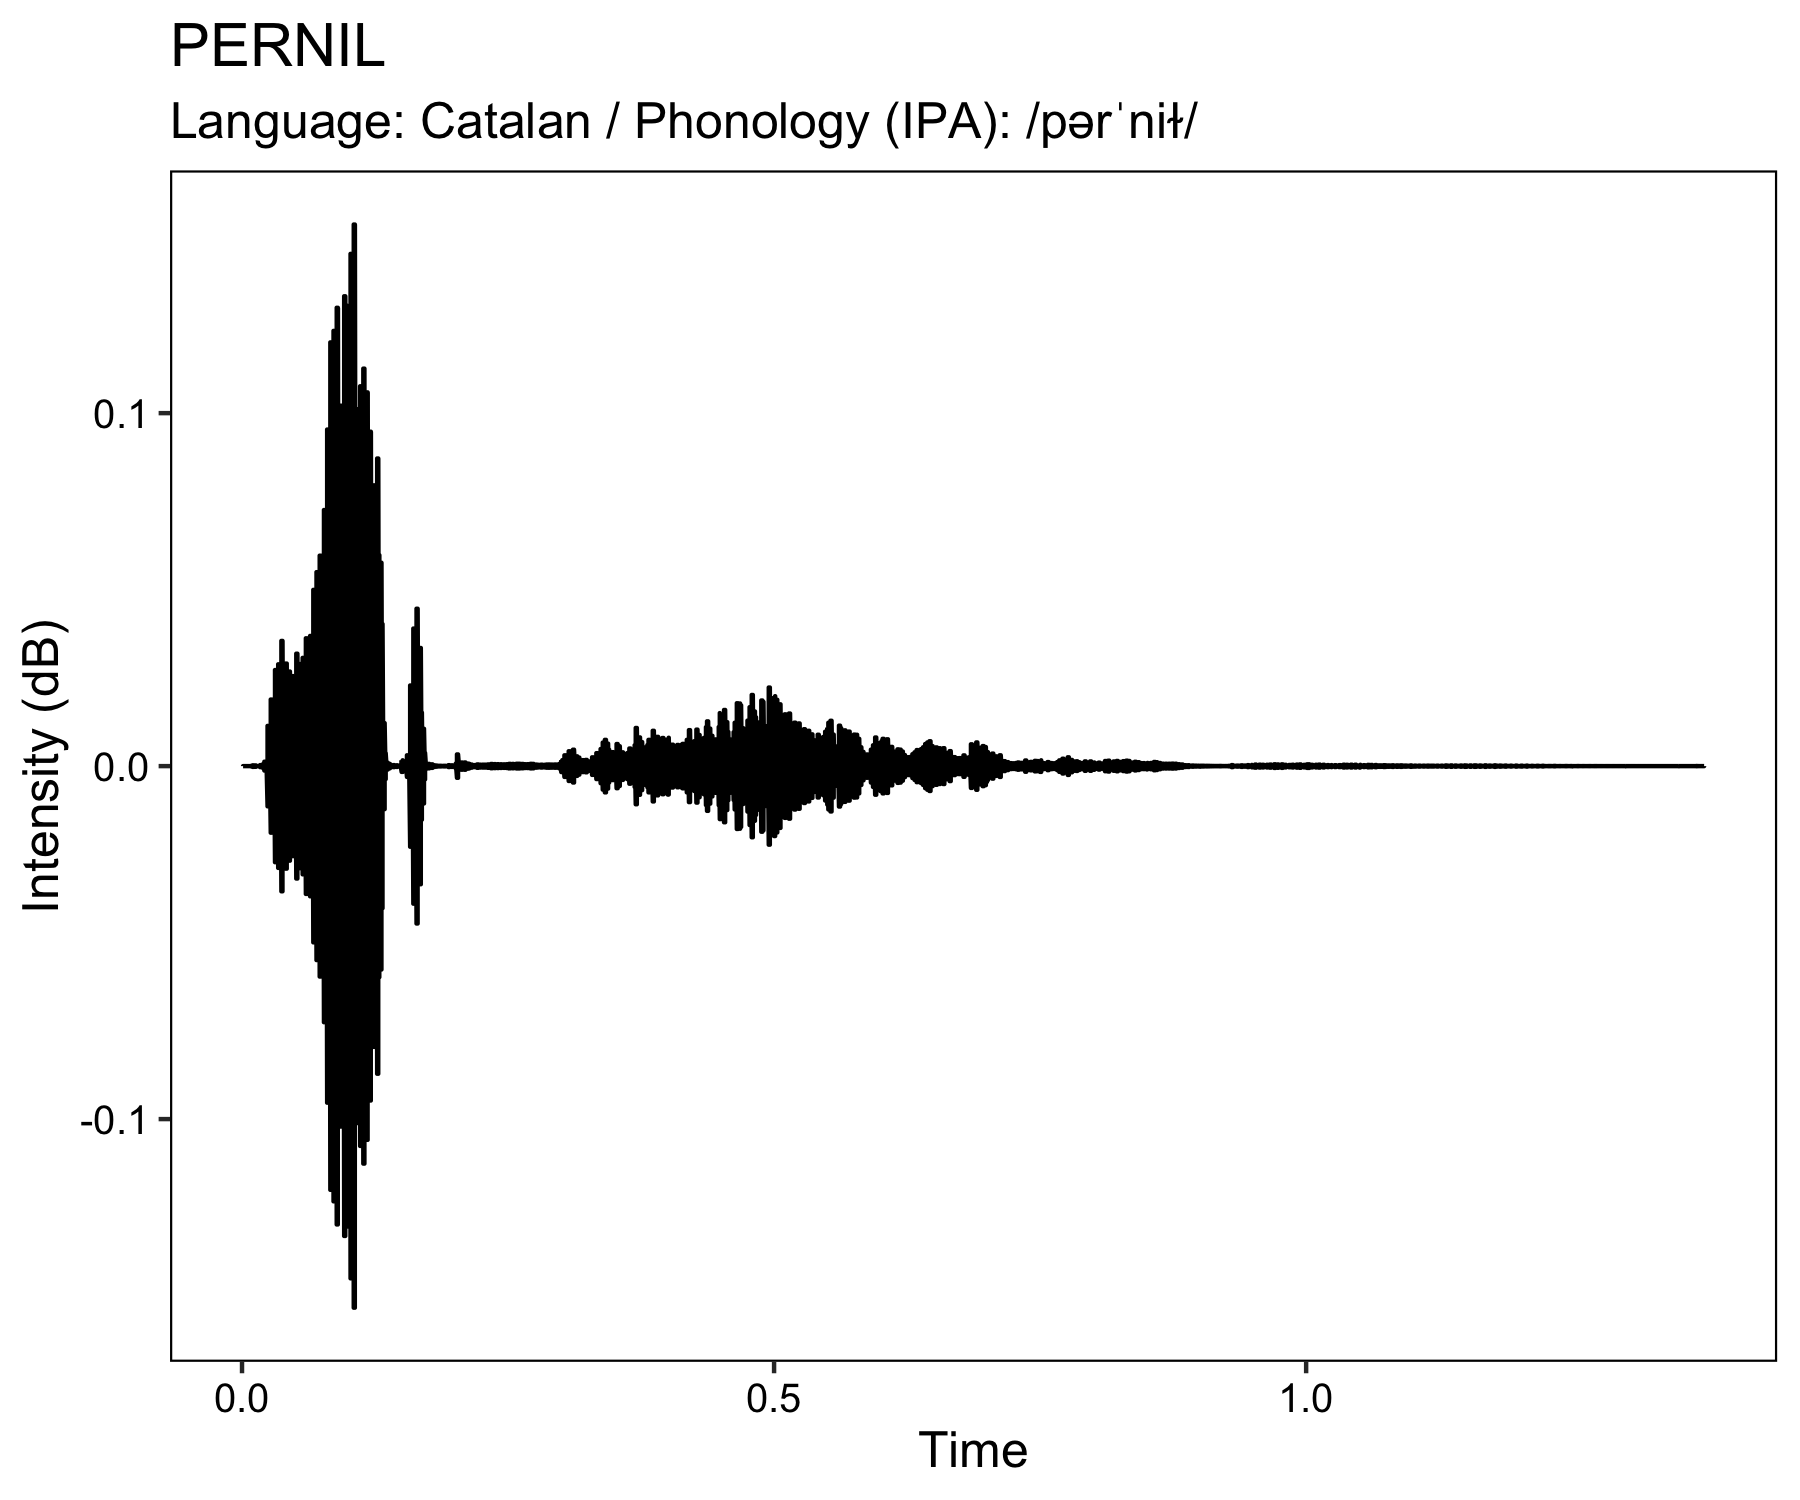 PERNIL
Language: Catalan / Phonology (IPA): /pərˈniɫ/
Intensity (dB)
0.1
0.0
-0.1
0.0 0.5 1.0
Time